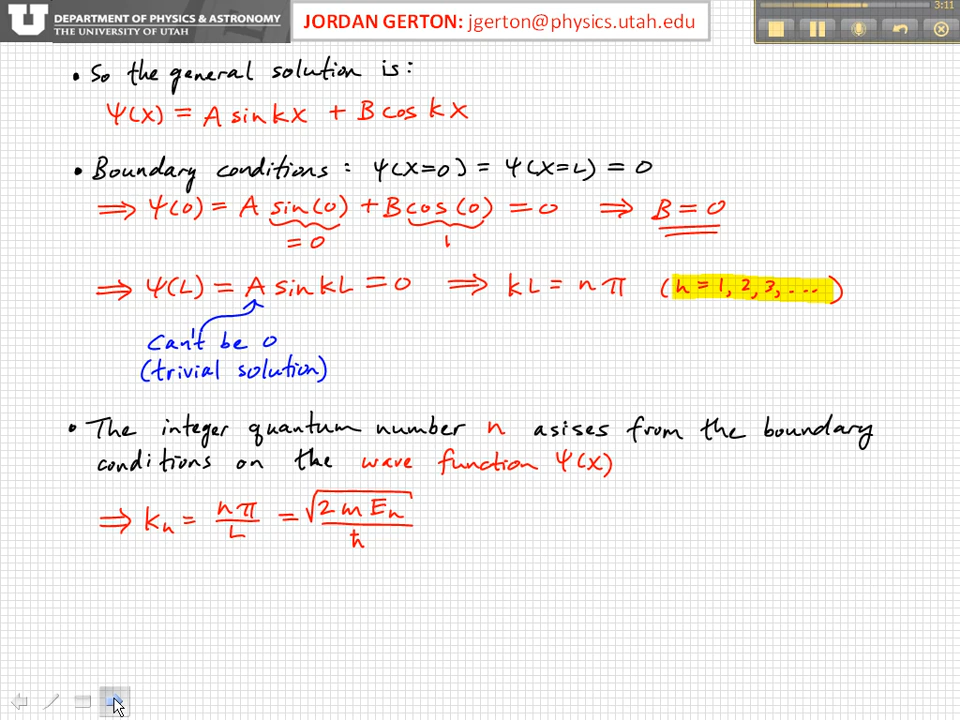 U DEPARTMENT OF PHYSICS & ASTRONOMY
THE UNIVERSITY OF UTAH
JORDAN GERTON: jgerton@physics.utah.edu
3:11
• So the general solution is:
Ψ(x) = A sin kx + B cos kx
• Boundary conditions: Ψ(x=0) = Ψ(x=L) = 0
⇒ Ψ(0) = A sin(0) + B cos(0) = 0 ⇒ B = 0
= 0 1
⇒ Ψ(L) = A sin kL = 0 ⇒ kL = nπ (n = 1, 2, 3, ...)
Can't be 0
(trivial solution)
• The integer quantum number n asises from the boundary
conditions on the wave function Ψ(x)
⇒ kₙ = nπ/L = √(2mEₙ)/ħ